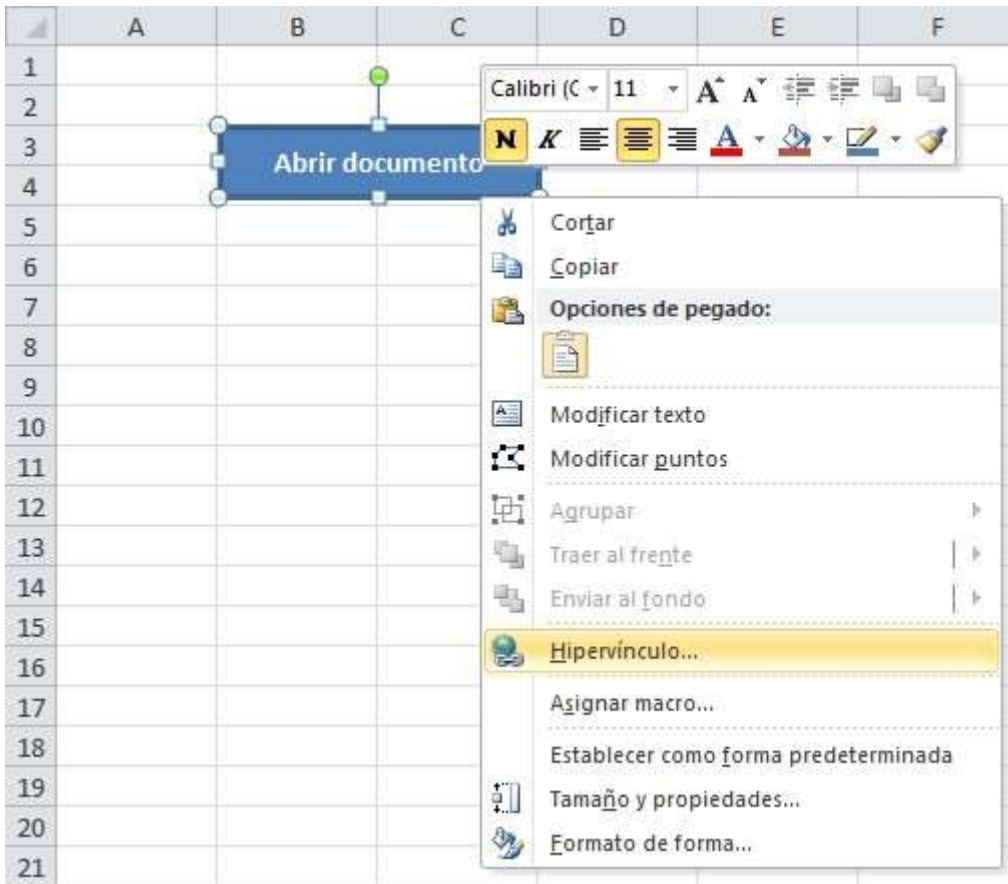 A B C D E F
1
2
3
4
5
6
7
8
9
10
11
12
13
14
15
16
17
18
19
20
21
Abrir documento
Calibri (C 11 A A
N K A
Cortar
Copiar
Opciones de pegado:
Modificar texto
Modificar puntos
Agrupar
Traer al frente
Enviar al fondo
Hipervínculo...
Asignar macro...
Establecer como forma predeterminada
Tamaño y propiedades...
Formato de forma...